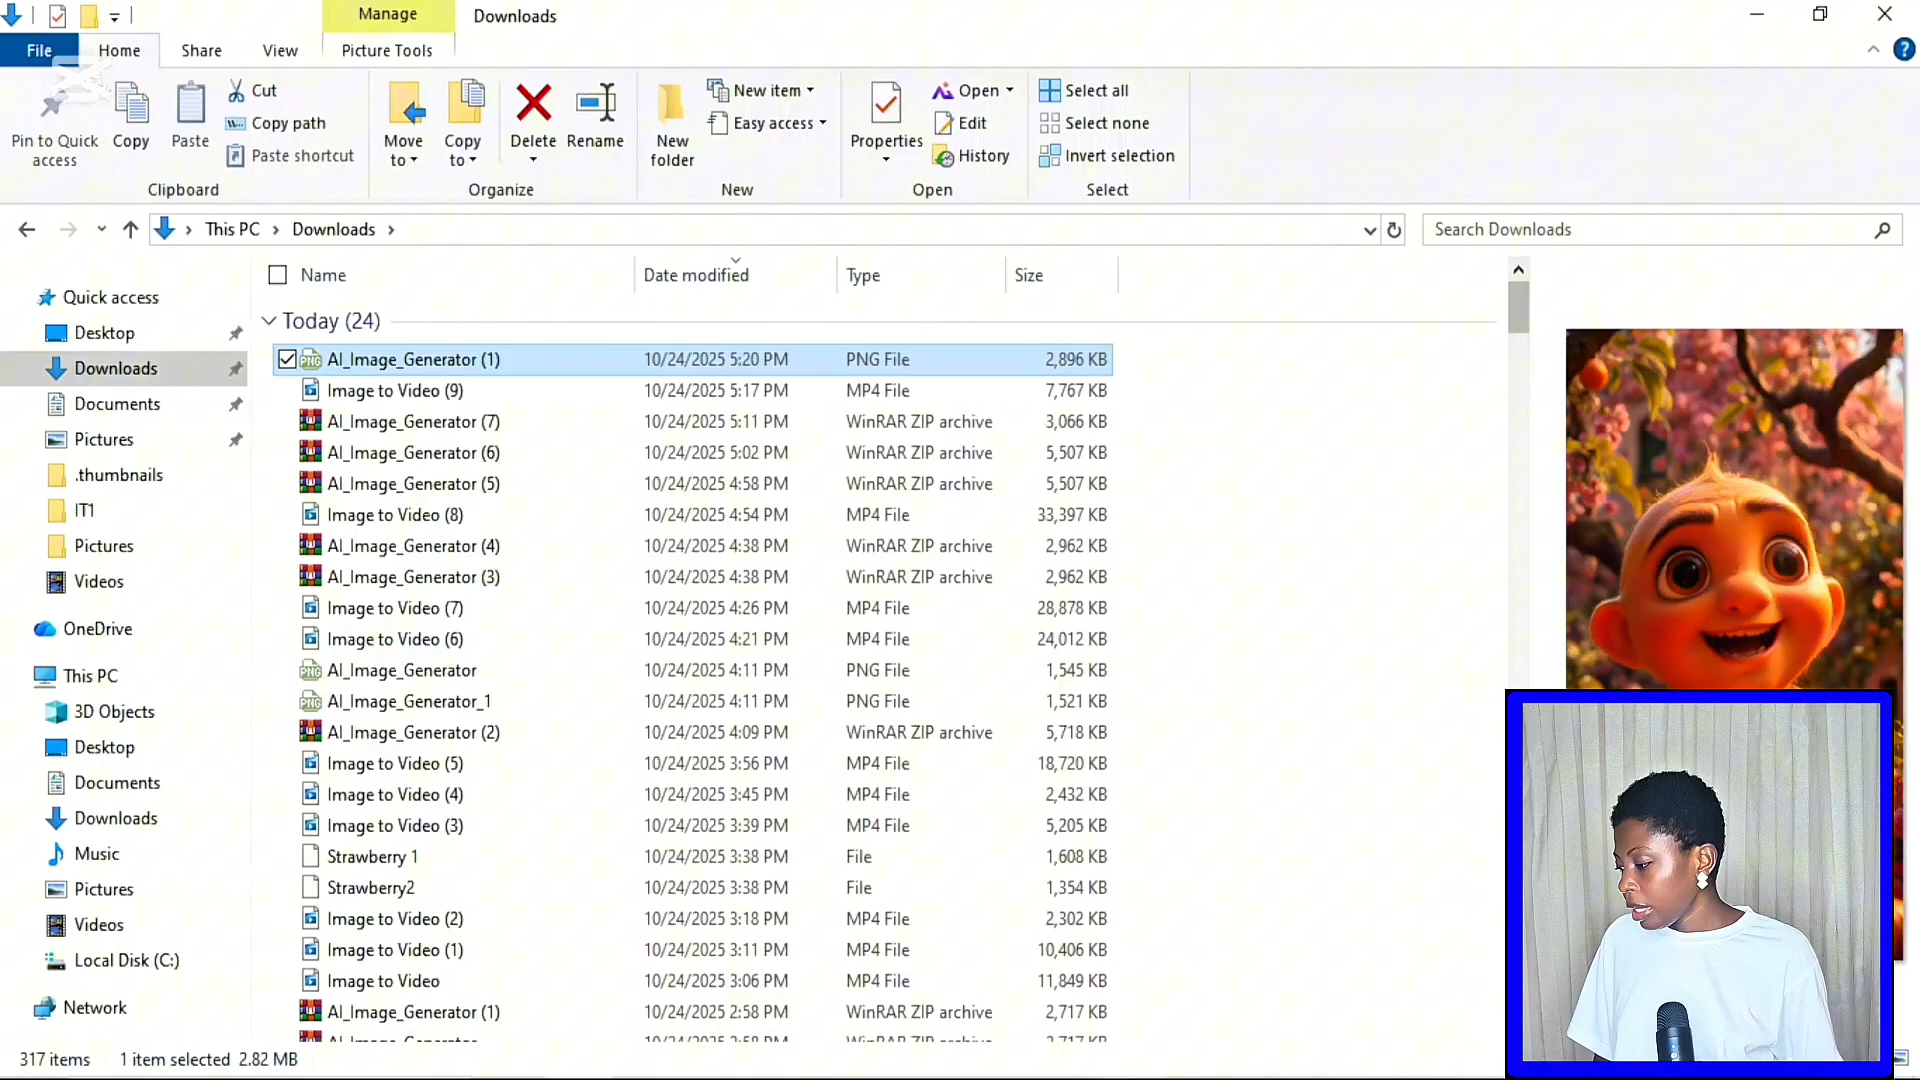 Manage
Downloads
File
Home
Share
View
Picture Tools
Pin to Quick access
Copy
Paste
Cut
Copy path
Paste shortcut
Move to
Copy to
Delete
Rename
New folder
New item
Easy access
Properties
Open
Edit
History
Select all
Select none
Invert selection
Clipboard
Organize
New
Open
Select
This PC
Downloads
Search Downloads
Name
Date modified
Type
Size
Quick access
Desktop
Downloads
Documents
Pictures
.thumbnails
IT1
Pictures
Videos
OneDrive
This PC
3D Objects
Desktop
Documents
Downloads
Music
Pictures
Videos
Local Disk (C:)
Network
Today (24)
AI_Image_Generator (1) 10/24/2025 5:20 PM PNG File 2,896 KB
Image to Video (9) 10/24/2025 5:17 PM MP4 File 7,767 KB
AI_Image_Generator (7) 10/24/2025 5:11 PM WinRAR ZIP archive 3,066 KB
AI_Image_Generator (6) 10/24/2025 5:02 PM WinRAR ZIP archive 5,507 KB
AI_Image_Generator (5) 10/24/2025 4:58 PM WinRAR ZIP archive 5,507 KB
Image to Video (8) 10/24/2025 4:54 PM MP4 File 33,397 KB
AI_Image_Generator (4) 10/24/2025 4:38 PM WinRAR ZIP archive 2,962 KB
AI_Image_Generator (3) 10/24/2025 4:38 PM WinRAR ZIP archive 2,962 KB
Image to Video (7) 10/24/2025 4:26 PM MP4 File 28,878 KB
Image to Video (6) 10/24/2025 4:21 PM MP4 File 24,012 KB
AI_Image_Generator 10/24/2025 4:11 PM PNG File 1,545 KB
AI_Image_Generator_1 10/24/2025 4:11 PM PNG File 1,521 KB
AI_Image_Generator (2) 10/24/2025 4:09 PM WinRAR ZIP archive 5,718 KB
Image to Video (5) 10/24/2025 3:56 PM MP4 File 18,720 KB
Image to Video (4) 10/24/2025 3:45 PM MP4 File 2,432 KB
Image to Video (3) 10/24/2025 3:39 PM MP4 File 5,205 KB
Strawberry 1 10/24/2025 3:38 PM File 1,608 KB
Strawberry2 10/24/2025 3:38 PM File 1,354 KB
Image to Video (2) 10/24/2025 3:18 PM MP4 File 2,302 KB
Image to Video (1) 10/24/2025 3:11 PM MP4 File 10,406 KB
Image to Video 10/24/2025 3:06 PM MP4 File 11,849 KB
AI_Image_Generator (1) 10/24/2025 2:58 PM WinRAR ZIP archive 2,717 KB
317 items 1 item selected 2.82 MB